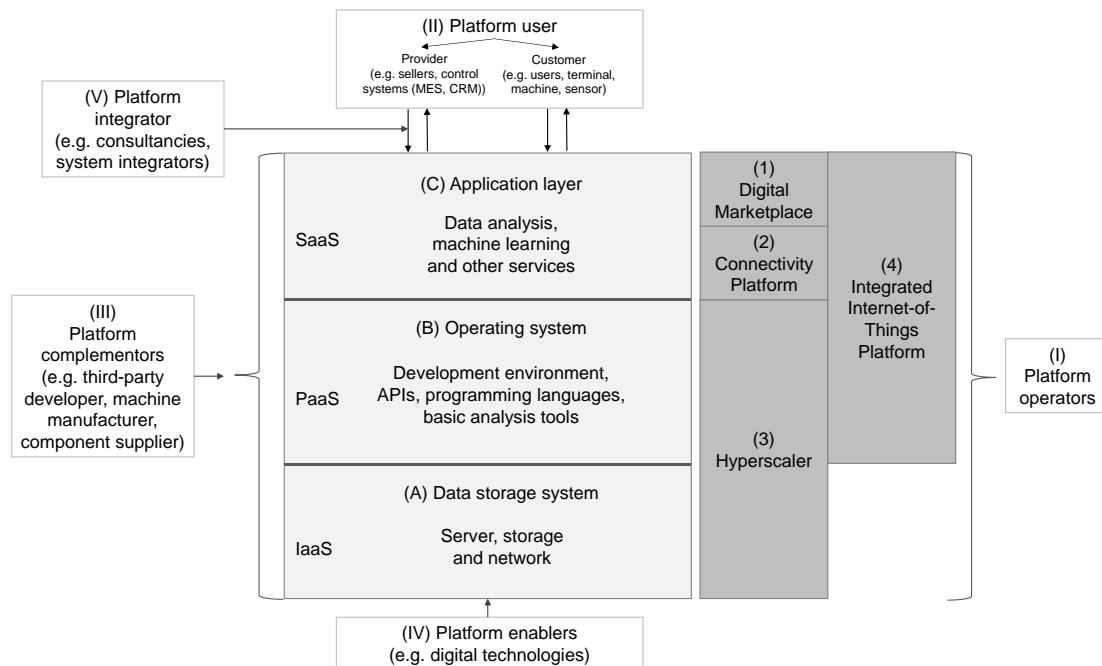 (II) Platform user
Provider
(e.g. sellers, control
systems (MES, CRM))
Customer
(e.g. users, terminal,
machine, sensor)
(V) Platform
integrator
(e.g. consultancies,
system integrators)
(C) Application layer
SaaS
Data analysis,
machine learning
and other services
(1)
Digital
Marketplace
(2)
Connectivity
Platform
(4)
Integrated
Internet-of-
Things
Platform
(III)
Platform
complementors
(e.g. third-party
developer, machine
manufacturer,
component supplier)
(B) Operating system
PaaS
Development environment,
APIs, programming languages,
basic analysis tools
(3)
Hyperscaler
(I)
Platform
operators
(A) Data storage system
IaaS
Server, storage
and network
(IV) Platform enablers
(e.g. digital technologies)